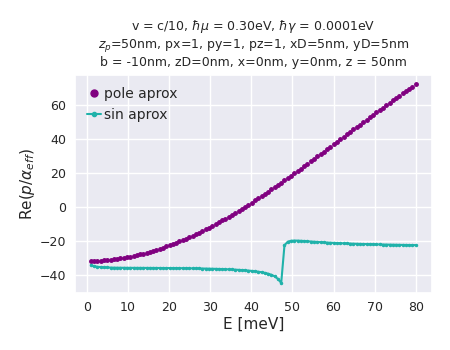 v = c/10, ℏμ = 0.30eV, ℏγ = 0.0001eV
zₚ=50nm, px=1, py=1, pz=1, xD=5nm, yD=5nm
b = -10nm, zD=0nm, x=0nm, y=0nm, z = 50nm
pole aprox
sin aprox
Re(p/α_eff)
60
40
20
0
−20
−40
0 10 20 30 40 50 60 70 80
E [meV]